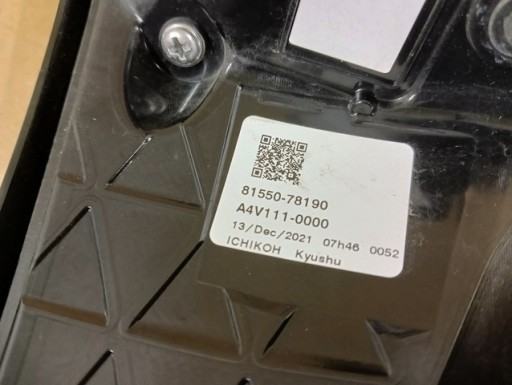 81550-78190
A4V111-0000
13/Dec/2021 07h46 0052
ICHIKOH Kyushu